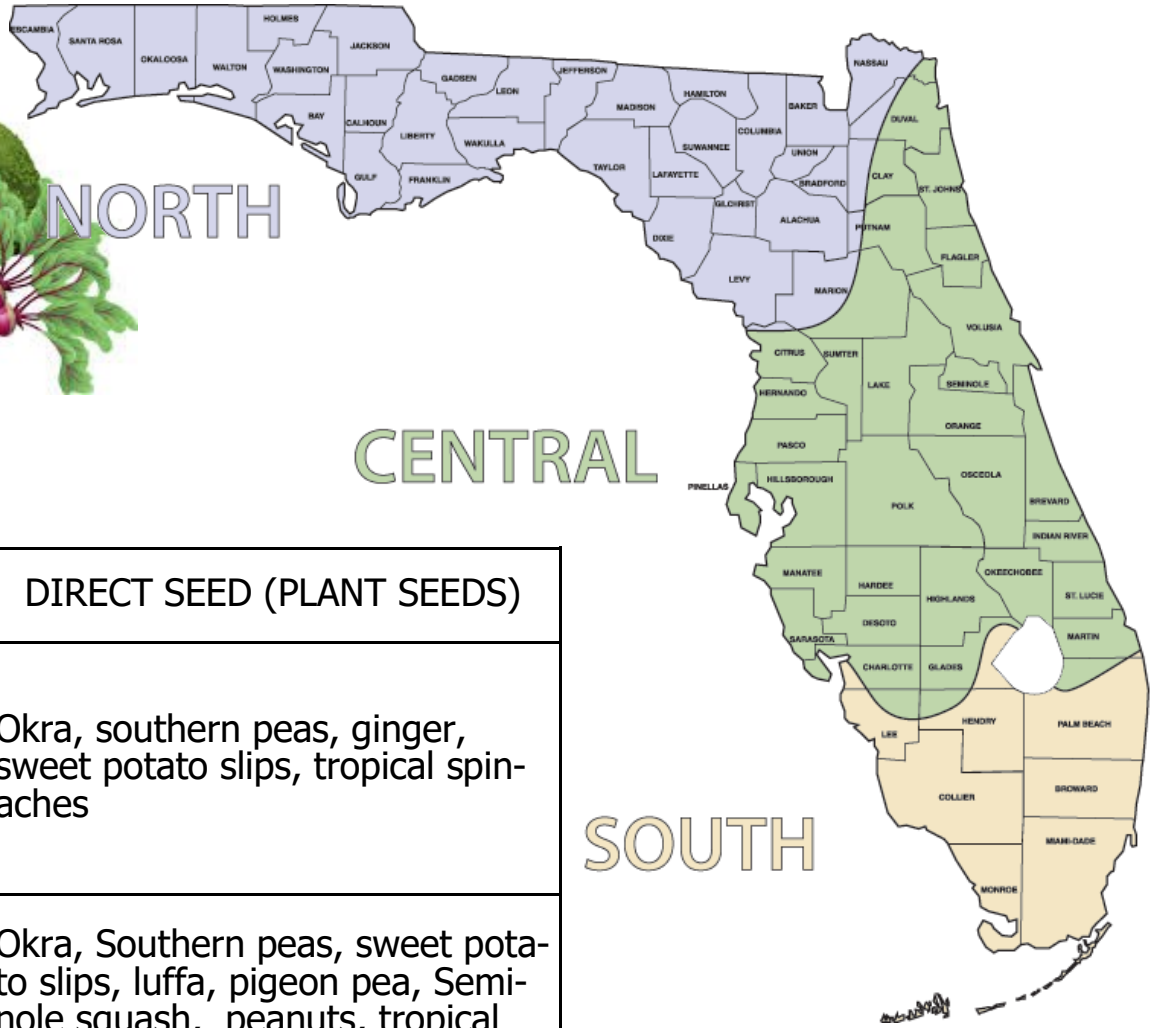 HOLMES
ESCAMBIA
SANTA ROSA
JACKSON
OKALOOSA
WALTON
WASHINGTON
NASSAU
GADSEN
JEFFERSON
LEON
HAMILTON
MADISON
BAKER
BAY
CALHOUN
LIBERTY
DUVAL
COLUMBIA
WAKULLA
SUWANNEE
UNION
TAYLOR
LAFAYETTE
GULF
FRANKLIN
BRADFORD
CLAY
ST. JOHNS
NORTH
GILCHRIST
ALACHUA
PUTNAM
DIXIE
FLAGLER
LEVY
MARION
VOLUSIA
CITRUS
SUMTER
LAKE
SEMINOLE
HERNANDO
ORANGE
PASCO
CENTRAL
OSCEOLA
HILLSBOROUGH
PINELLAS
POLK
BREVARD
INDIAN RIVER
MANATEE
HARDEE
OKEECHOBEE
HIGHLANDS
ST. LUCIE
DESOTO
SARASOTA
MARTIN
CHARLOTTE
GLADES
LEE
HENDRY
PALM BEACH
COLLIER
BROWARD
SOUTH
MIAMI-DADE
MONROE
DIRECT SEED (PLANT SEEDS)
Okra, southern peas, ginger,
sweet potato slips, tropical spin-
aches
Okra, Southern peas, sweet pota-
to slips, luffa, pigeon pea, Semi-
nole squash, peanuts, tropical